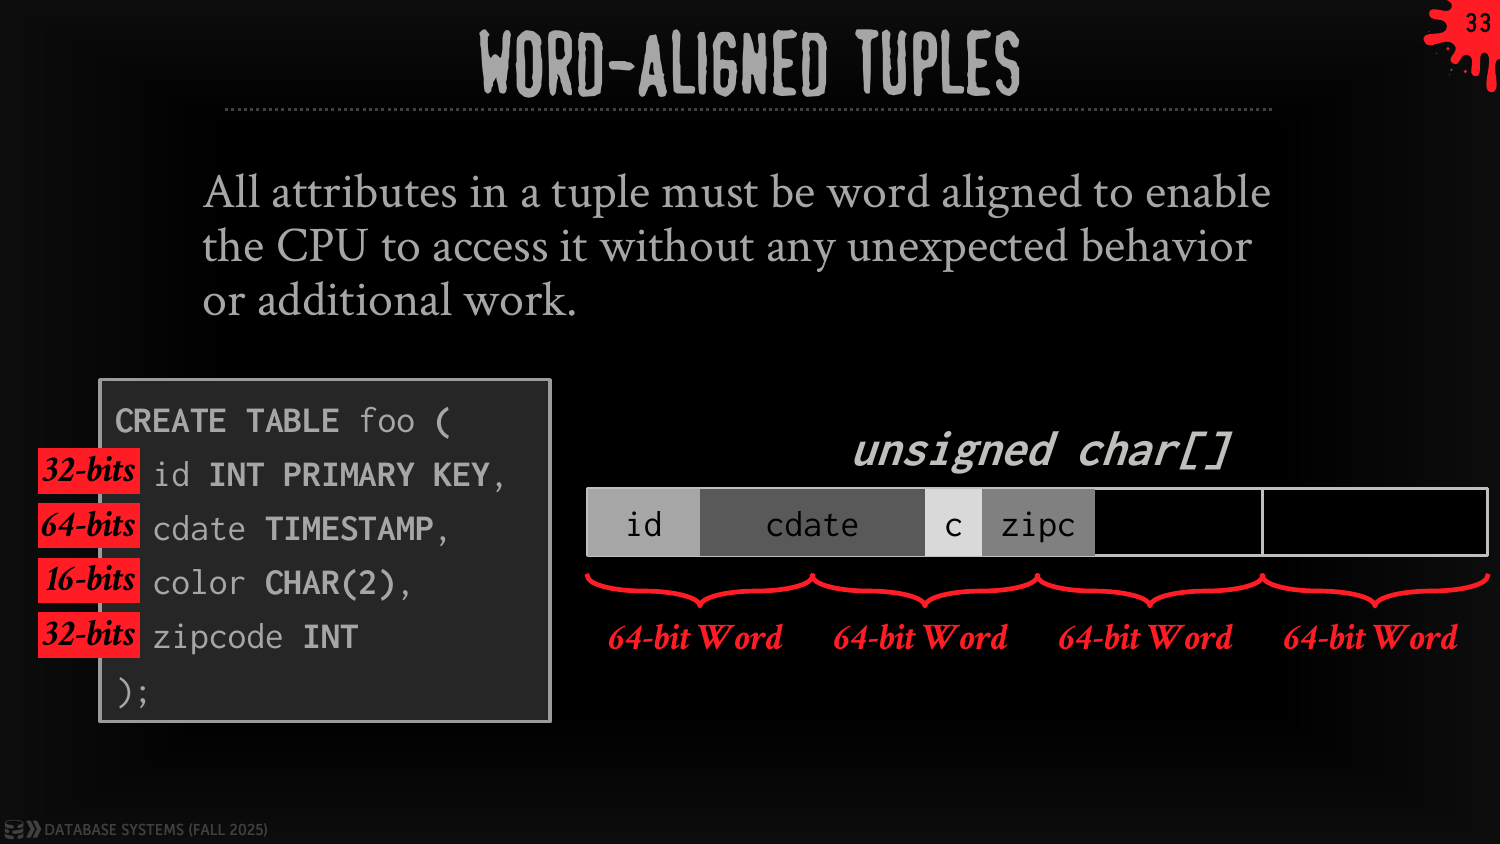 33
WORD-ALIGNED TUPLES
All attributes in a tuple must be word aligned to enable
the CPU to access it without any unexpected behavior
or additional work.
CREATE TABLE foo (
32-bits id INT PRIMARY KEY,
64-bits cdate TIMESTAMP,
16-bits color CHAR(2),
32-bits zipcode INT
);
unsigned char[]
id cdate c zipc
64-bit Word 64-bit Word 64-bit Word 64-bit Word
DATABASE SYSTEMS (FALL 2025)